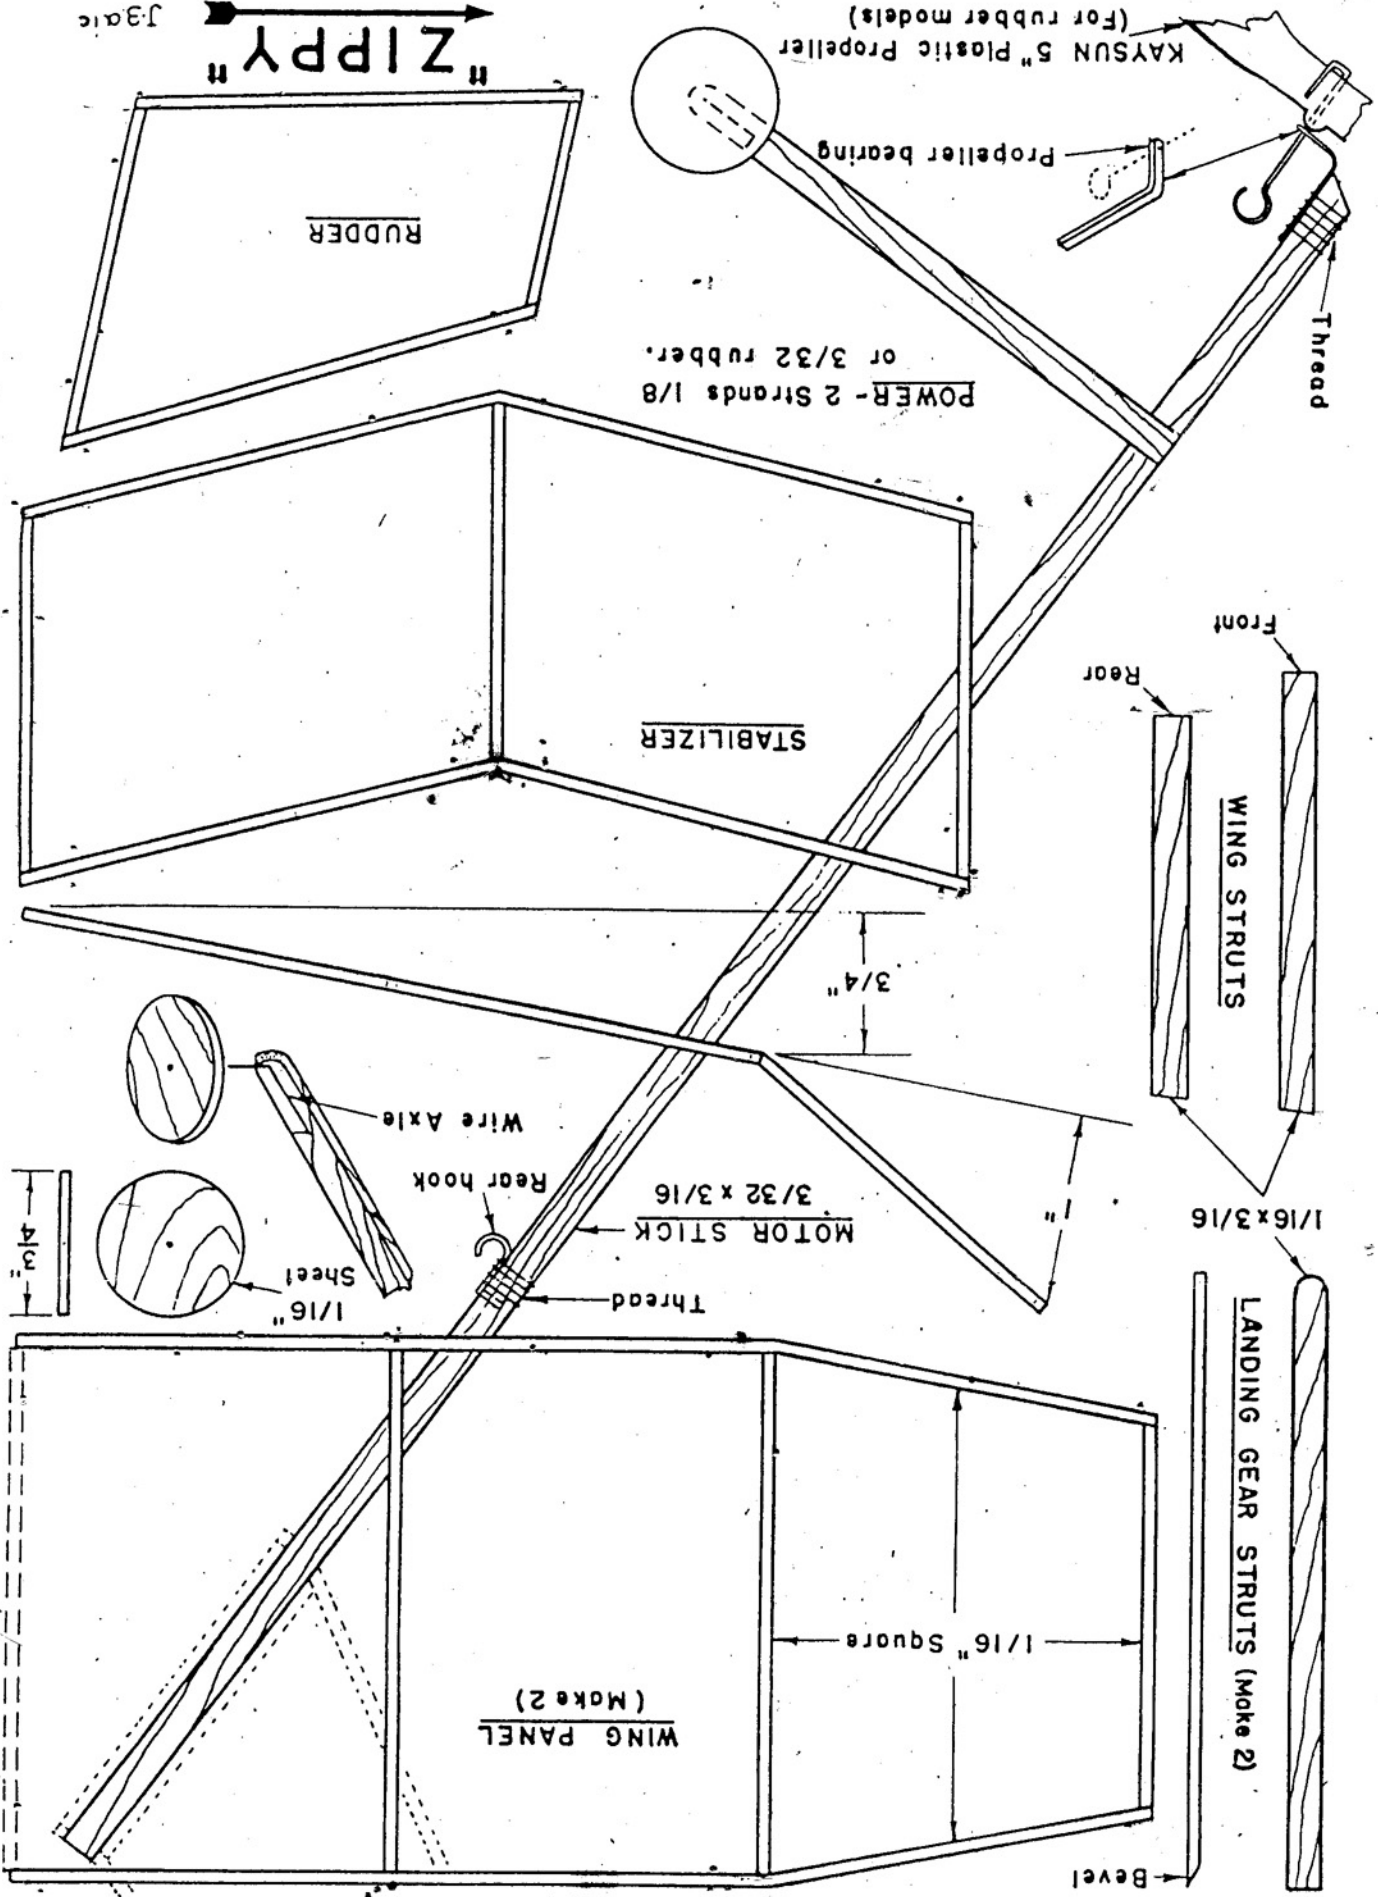 WING PANEL
(Make 2)
1/16" Square
Bevel
LANDING GEAR STRUTS (Make 2)
1/16 x 3/16
Thread
MOTOR STICK
3/32 x 3/16
Rear hook
1/16"
Sheet
3/4"
Wire Axle
1"
3/4"
WING STRUTS
Rear
Front
STABILIZER
POWER - 2 Strands 1/8
or 3/32 rubber.
Thread
RUDDER
Propeller bearing
KAYSUN 5" Plastic Propeller
(For rubber models)
"ZIPPY"